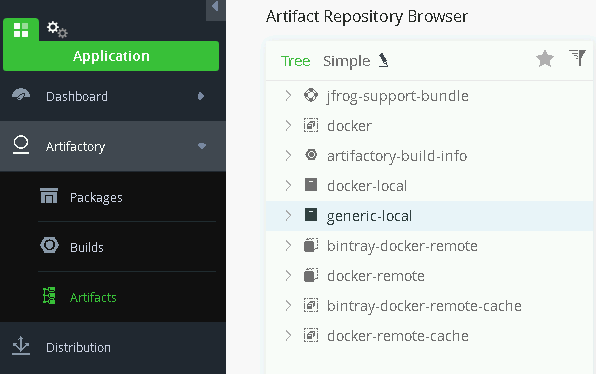 Application
Dashboard
Artifactory
Packages
Builds
Artifacts
Distribution
Artifact Repository Browser
Tree Simple
jfrog-support-bundle
docker
artifactory-build-info
docker-local
generic-local
bintray-docker-remote
docker-remote
bintray-docker-remote-cache
docker-remote-cache